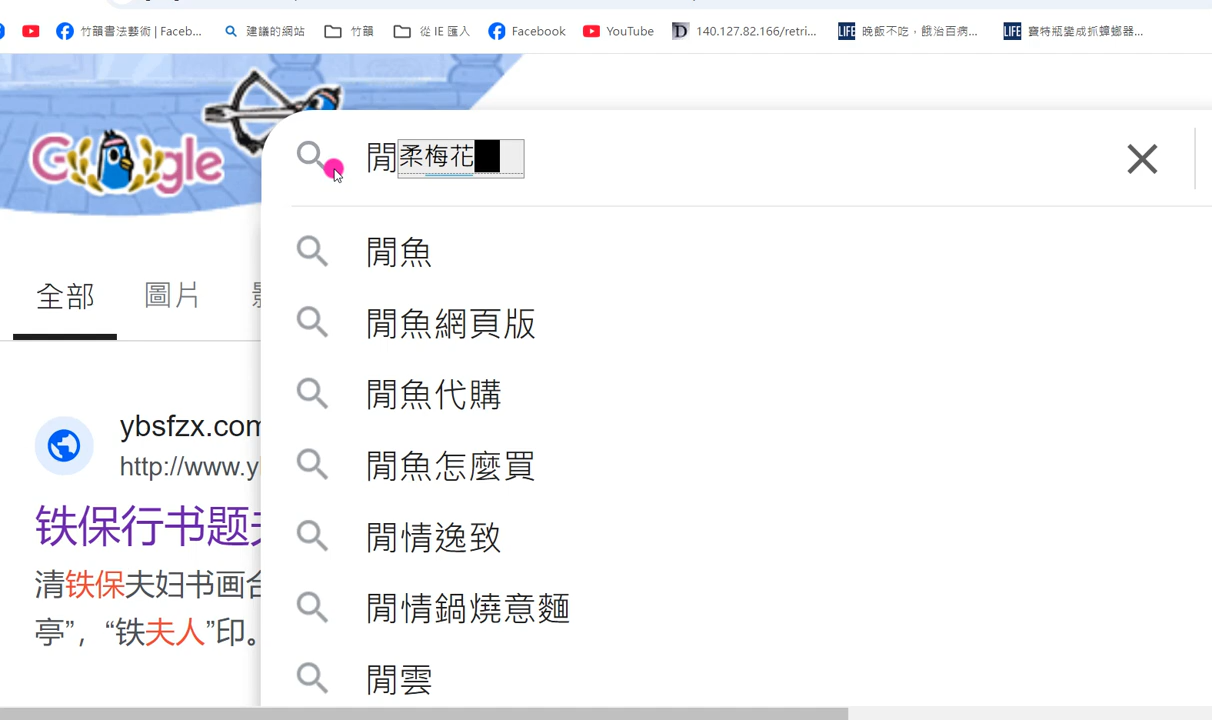 竹韻書法藝術 | Faceb... 建議的網站 竹韻 從 IE 匯入 Facebook YouTube 140.127.82.166/retri... LIFE 晚飯不吃，餓治百病... LIFE 寶特瓶變成抓蟑螂器...
Google
閒柔梅花
閒魚
全部 圖片
閒魚網頁版
閒魚代購
ybsfzx.com
http://www.y
閒魚怎麼買
铁保行书题
閒情逸致
清铁保夫妇书画合
閒情鍋燒意麵
亭”，“铁夫人”印。
閒雲